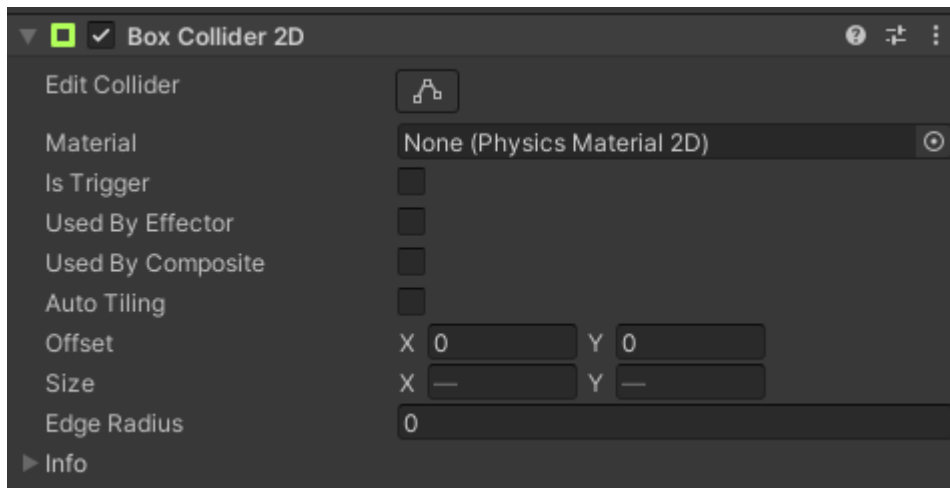 Box Collider 2D
Edit Collider
Material None (Physics Material 2D)
Is Trigger
Used By Effector
Used By Composite
Auto Tiling
Offset X 0 Y 0
Size X — Y —
Edge Radius 0
Info